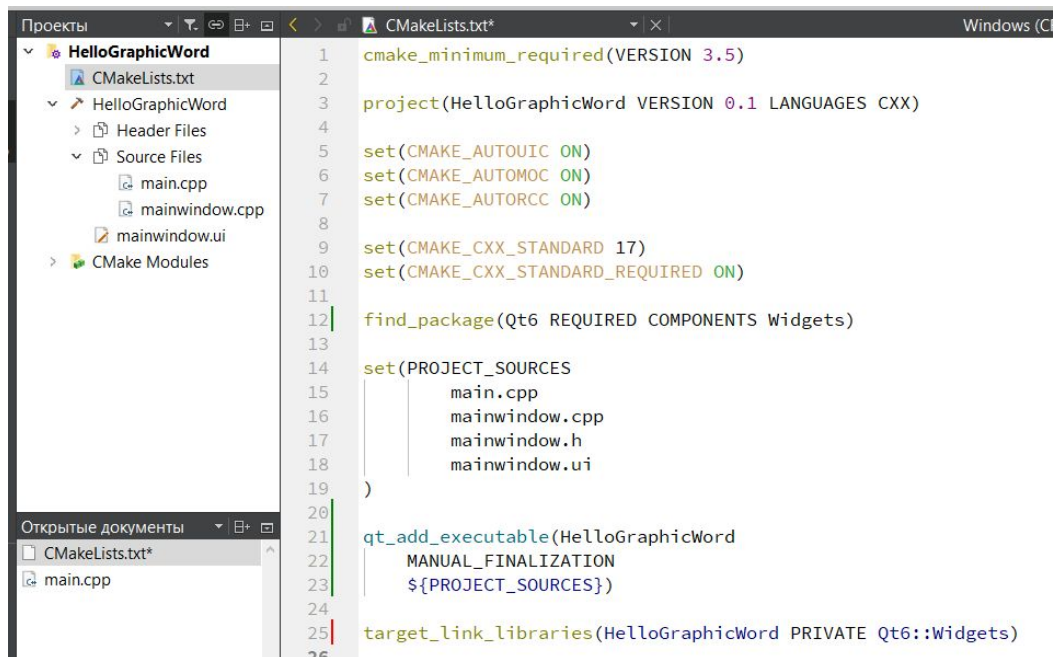 Проекты
HelloGraphicWord
CMakeLists.txt
HelloGraphicWord
Header Files
Source Files
main.cpp
mainwindow.cpp
mainwindow.ui
CMake Modules
Открытые документы
CMakeLists.txt*
main.cpp
CMakeLists.txt*
Windows (C
1 cmake_minimum_required(VERSION 3.5)
2
3 project(HelloGraphicWord VERSION 0.1 LANGUAGES CXX)
4
5 set(CMAKE_AUTOUIC ON)
6 set(CMAKE_AUTOMOC ON)
7 set(CMAKE_AUTORCC ON)
8
9 set(CMAKE_CXX_STANDARD 17)
10 set(CMAKE_CXX_STANDARD_REQUIRED ON)
11
12 find_package(Qt6 REQUIRED COMPONENTS Widgets)
13
14 set(PROJECT_SOURCES
15 main.cpp
16 mainwindow.cpp
17 mainwindow.h
18 mainwindow.ui
19 )
20
21 qt_add_executable(HelloGraphicWord
22 MANUAL_FINALIZATION
23 ${PROJECT_SOURCES})
24
25 target_link_libraries(HelloGraphicWord PRIVATE Qt6::Widgets)
26